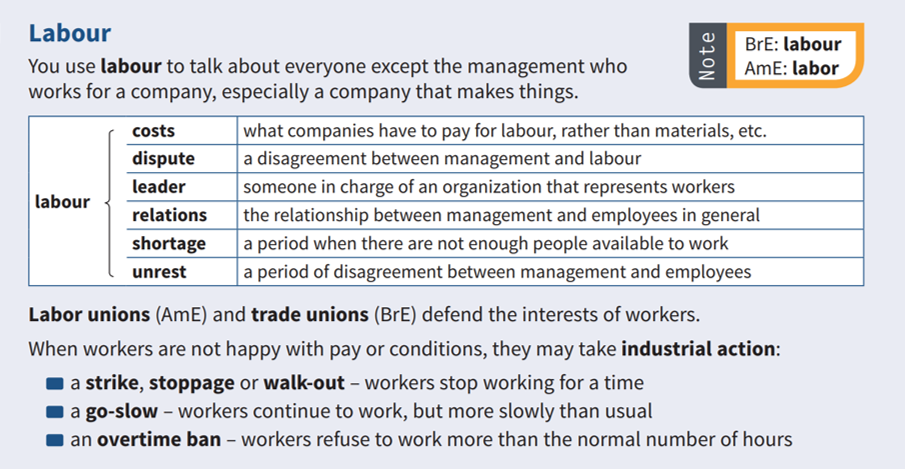 Labour
You use labour to talk about everyone except the management who
works for a company, especially a company that makes things.
Note
BrE: labour
AmE: labor
labour
costs what companies have to pay for labour, rather than materials, etc.
dispute a disagreement between management and labour
leader someone in charge of an organization that represents workers
relations the relationship between management and employees in general
shortage a period when there are not enough people available to work
unrest a period of disagreement between management and employees
Labor unions (AmE) and trade unions (BrE) defend the interests of workers.
When workers are not happy with pay or conditions, they may take industrial action:
a strike, stoppage or walk-out – workers stop working for a time
a go-slow – workers continue to work, but more slowly than usual
an overtime ban – workers refuse to work more than the normal number of hours